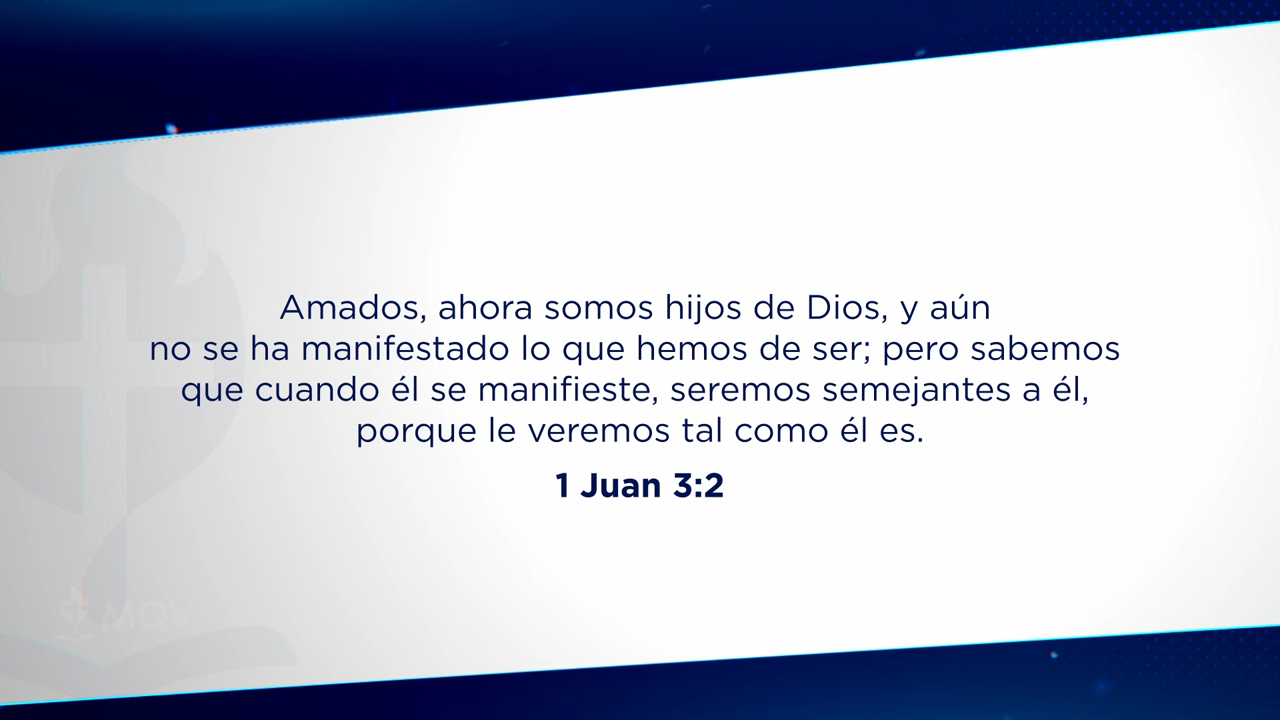 Amados, ahora somos hijos de Dios, y aún
no se ha manifestado lo que hemos de ser; pero sabemos
que cuando él se manifieste, seremos semejantes a él,
porque le veremos tal como él es.
1 Juan 3:2
MQV